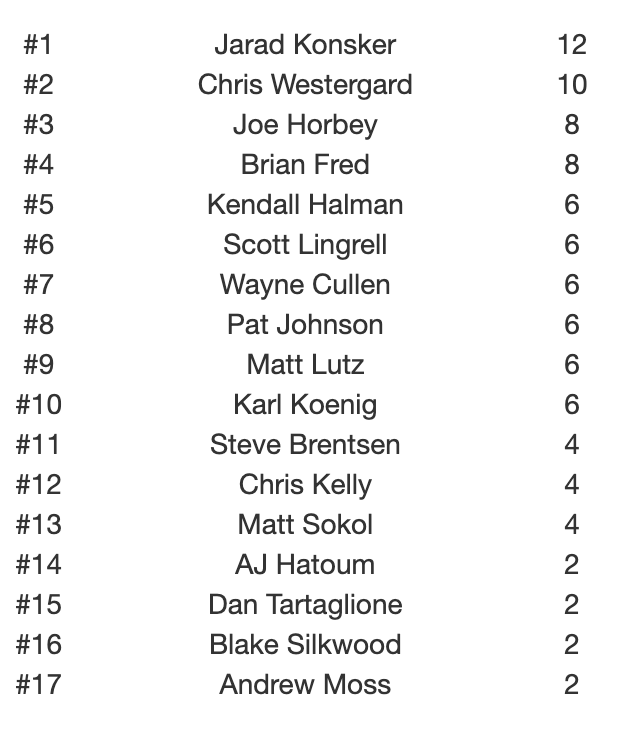 #1 Jarad Konsker 12
#2 Chris Westergard 10
#3 Joe Horbey 8
#4 Brian Fred 8
#5 Kendall Halman 6
#6 Scott Lingrell 6
#7 Wayne Cullen 6
#8 Pat Johnson 6
#9 Matt Lutz 6
#10 Karl Koenig 6
#11 Steve Brentsen 4
#12 Chris Kelly 4
#13 Matt Sokol 4
#14 AJ Hatoum 2
#15 Dan Tartaglione 2
#16 Blake Silkwood 2
#17 Andrew Moss 2